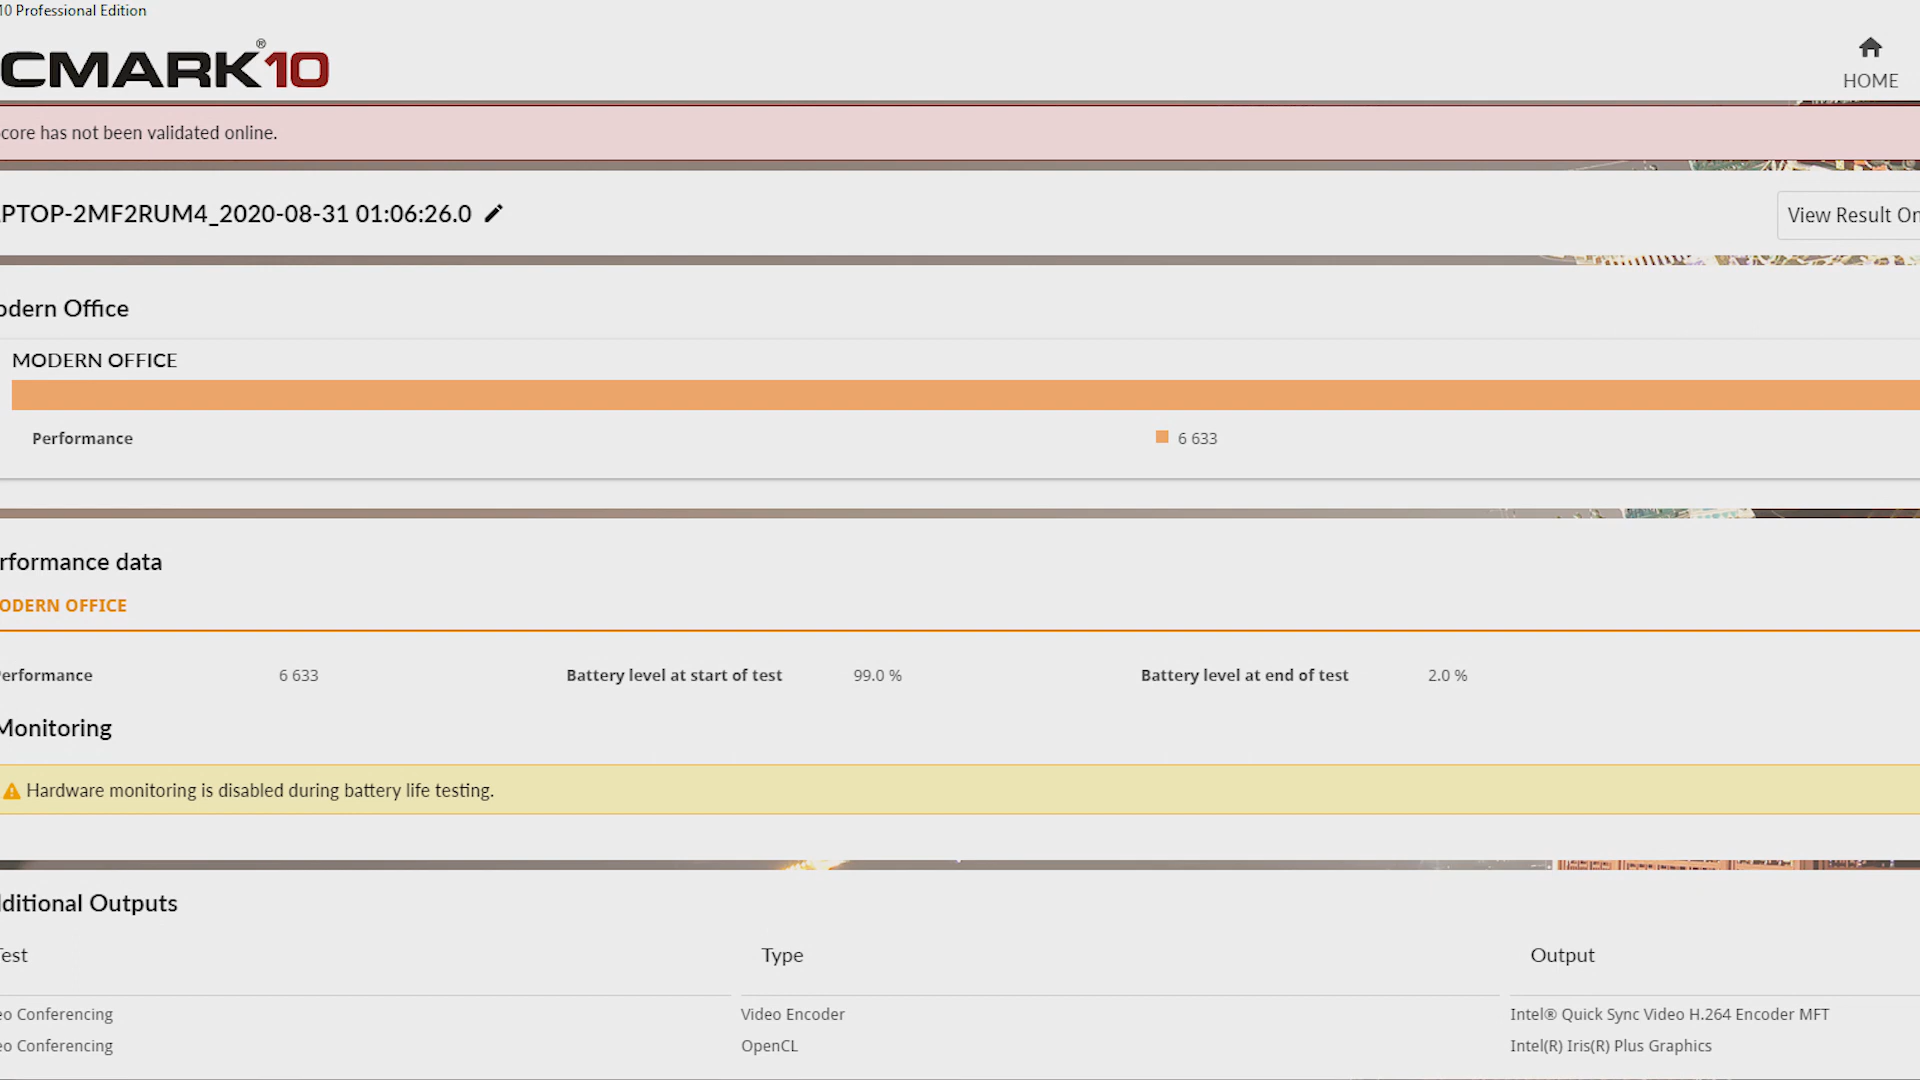 10 Professional Edition
CMARK®10
HOME
core has not been validated online.
PTOP-2MF2RUM4_2020-08-31 01:06:26.0
View Result On
odern Office
MODERN OFFICE
Performance
6 633
rformance data
ODERN OFFICE
erformance 6 633 Battery level at start of test 99.0 % Battery level at end of test 2.0 %
Monitoring
Hardware monitoring is disabled during battery life testing.
ditional Outputs
est Type Output
eo Conferencing Video Encoder Intel® Quick Sync Video H.264 Encoder MFT
eo Conferencing OpenCL Intel(R) Iris(R) Plus Graphics